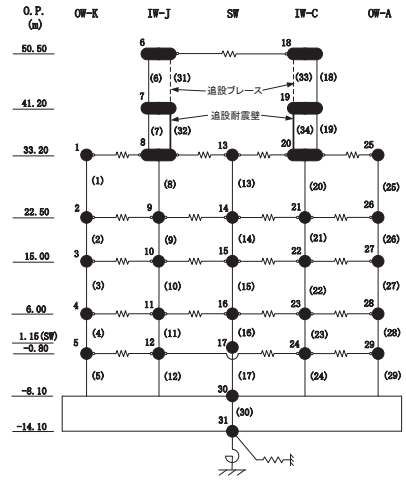 O.P. OW-K IW-J SW IW-C OW-A
(m)
50.50 6 18
(6) (31) (33) (18)
追設ブレース
41.20 7 19
追設耐震壁
(7) (32) (34) (19)
33.20 1 8 13 20 25
(1) (8) (13) (20) (25)
22.50 2 9 14 21 26
(2) (9) (14) (21) (26)
15.00 3 10 15 22 27
(3) (10) (15) (22) (27)
6.00 4 11 16 23 28
(4) (11) (16) (23) (28)
1.15(SW) 17
-0.80 5 12 24 29
(5) (12) (17) (24) (29)
-8.10 30
(30)
-14.10 31